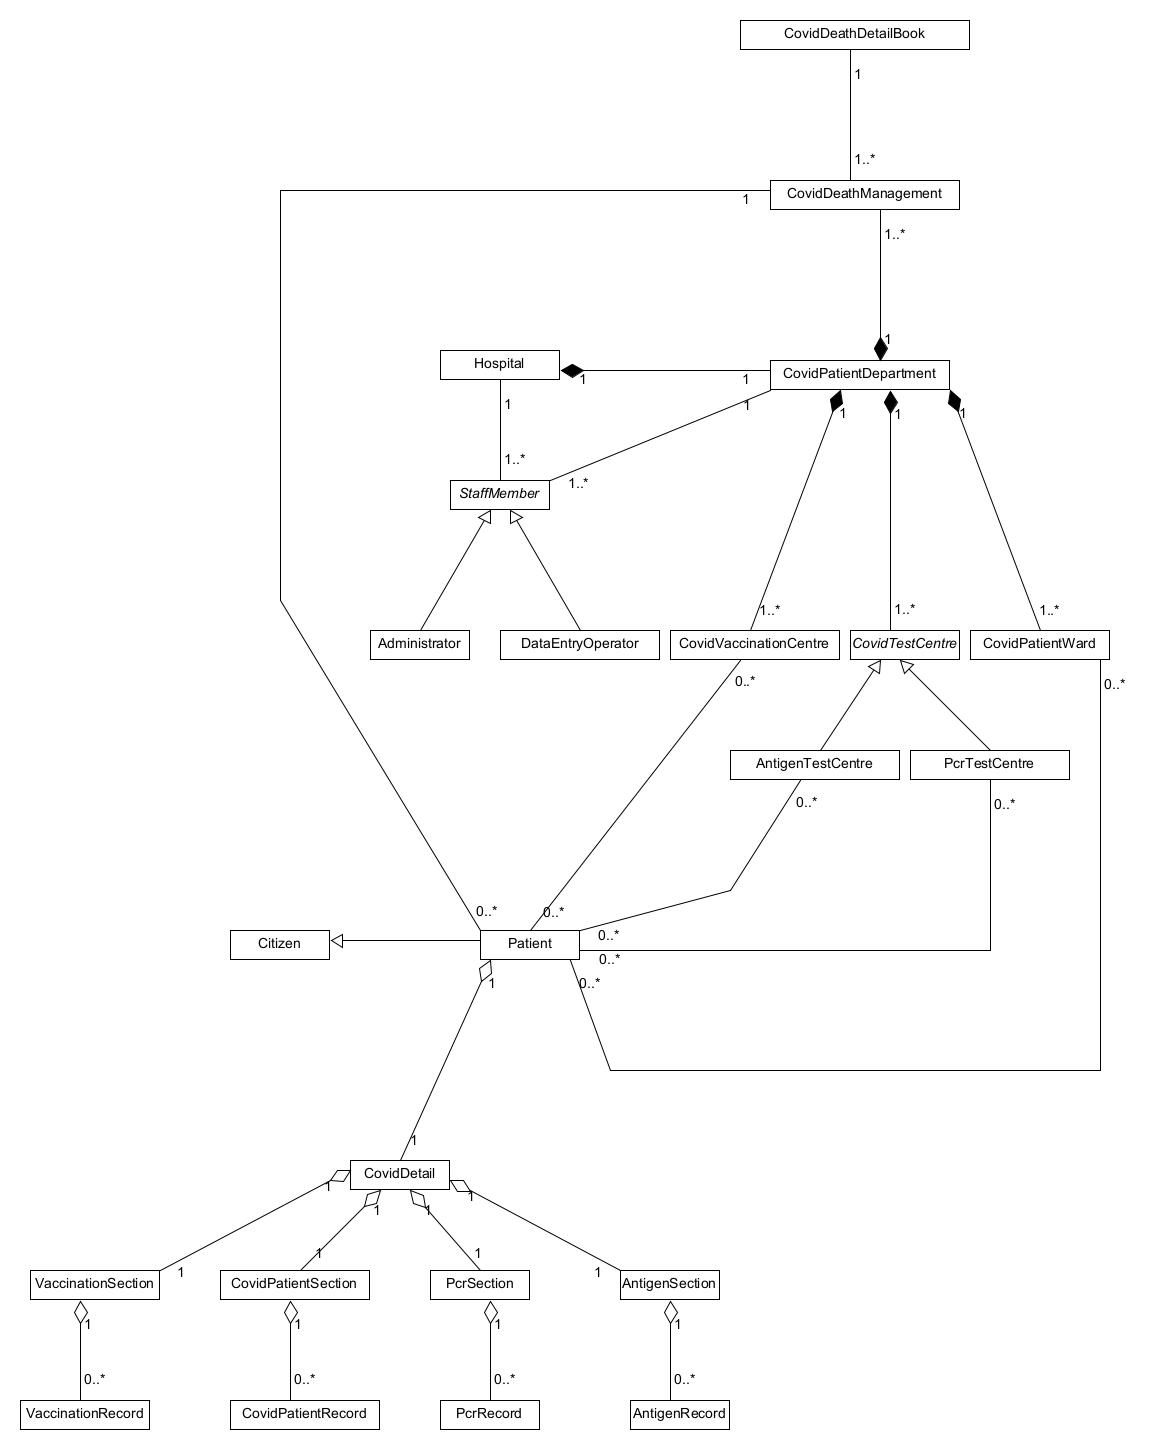 CovidDeathDetailBook
1
1..*
CovidDeathManagement
1
1..*
1
Hospital
CovidPatientDepartment
1
1
1
1
1
1
1
1..*
1..*
StaffMember
1..*
1..*
1..*
Administrator
DataEntryOperator
CovidVaccinationCentre
CovidTestCentre
CovidPatientWard
0..*
0..*
AntigenTestCentre
PcrTestCentre
0..*
0..*
0..*
0..*
0..*
Citizen
Patient
0..*
1
0..*
1
CovidDetail
1
1
1
1
1
1
1
1
VaccinationSection
CovidPatientSection
PcrSection
AntigenSection
1
1
1
1
0..*
0..*
0..*
0..*
VaccinationRecord
CovidPatientRecord
PcrRecord
AntigenRecord